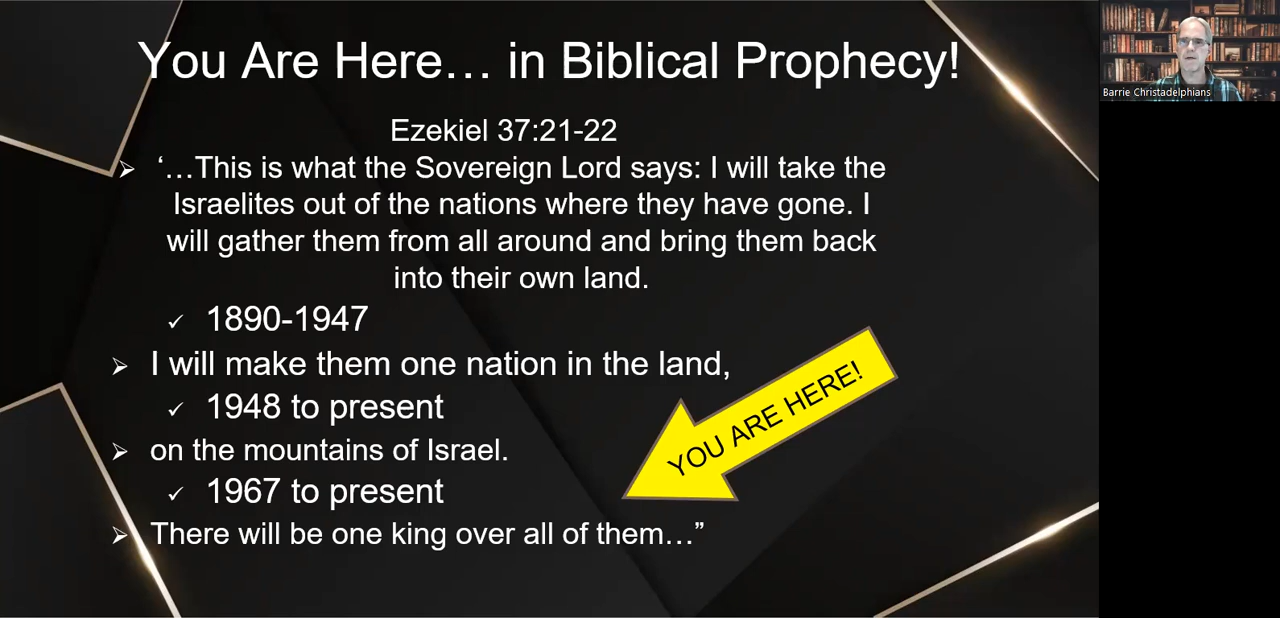 You Are Here… in Biblical Prophecy!
Barrie Christadelphians
Ezekiel 37:21-22
‘…This is what the Sovereign Lord says: I will take the
Israelites out of the nations where they have gone. I
will gather them from all around and bring them back
into their own land.
1890-1947
I will make them one nation in the land,
1948 to present
on the mountains of Israel.
1967 to present
YOU ARE HERE!
There will be one king over all of them…”